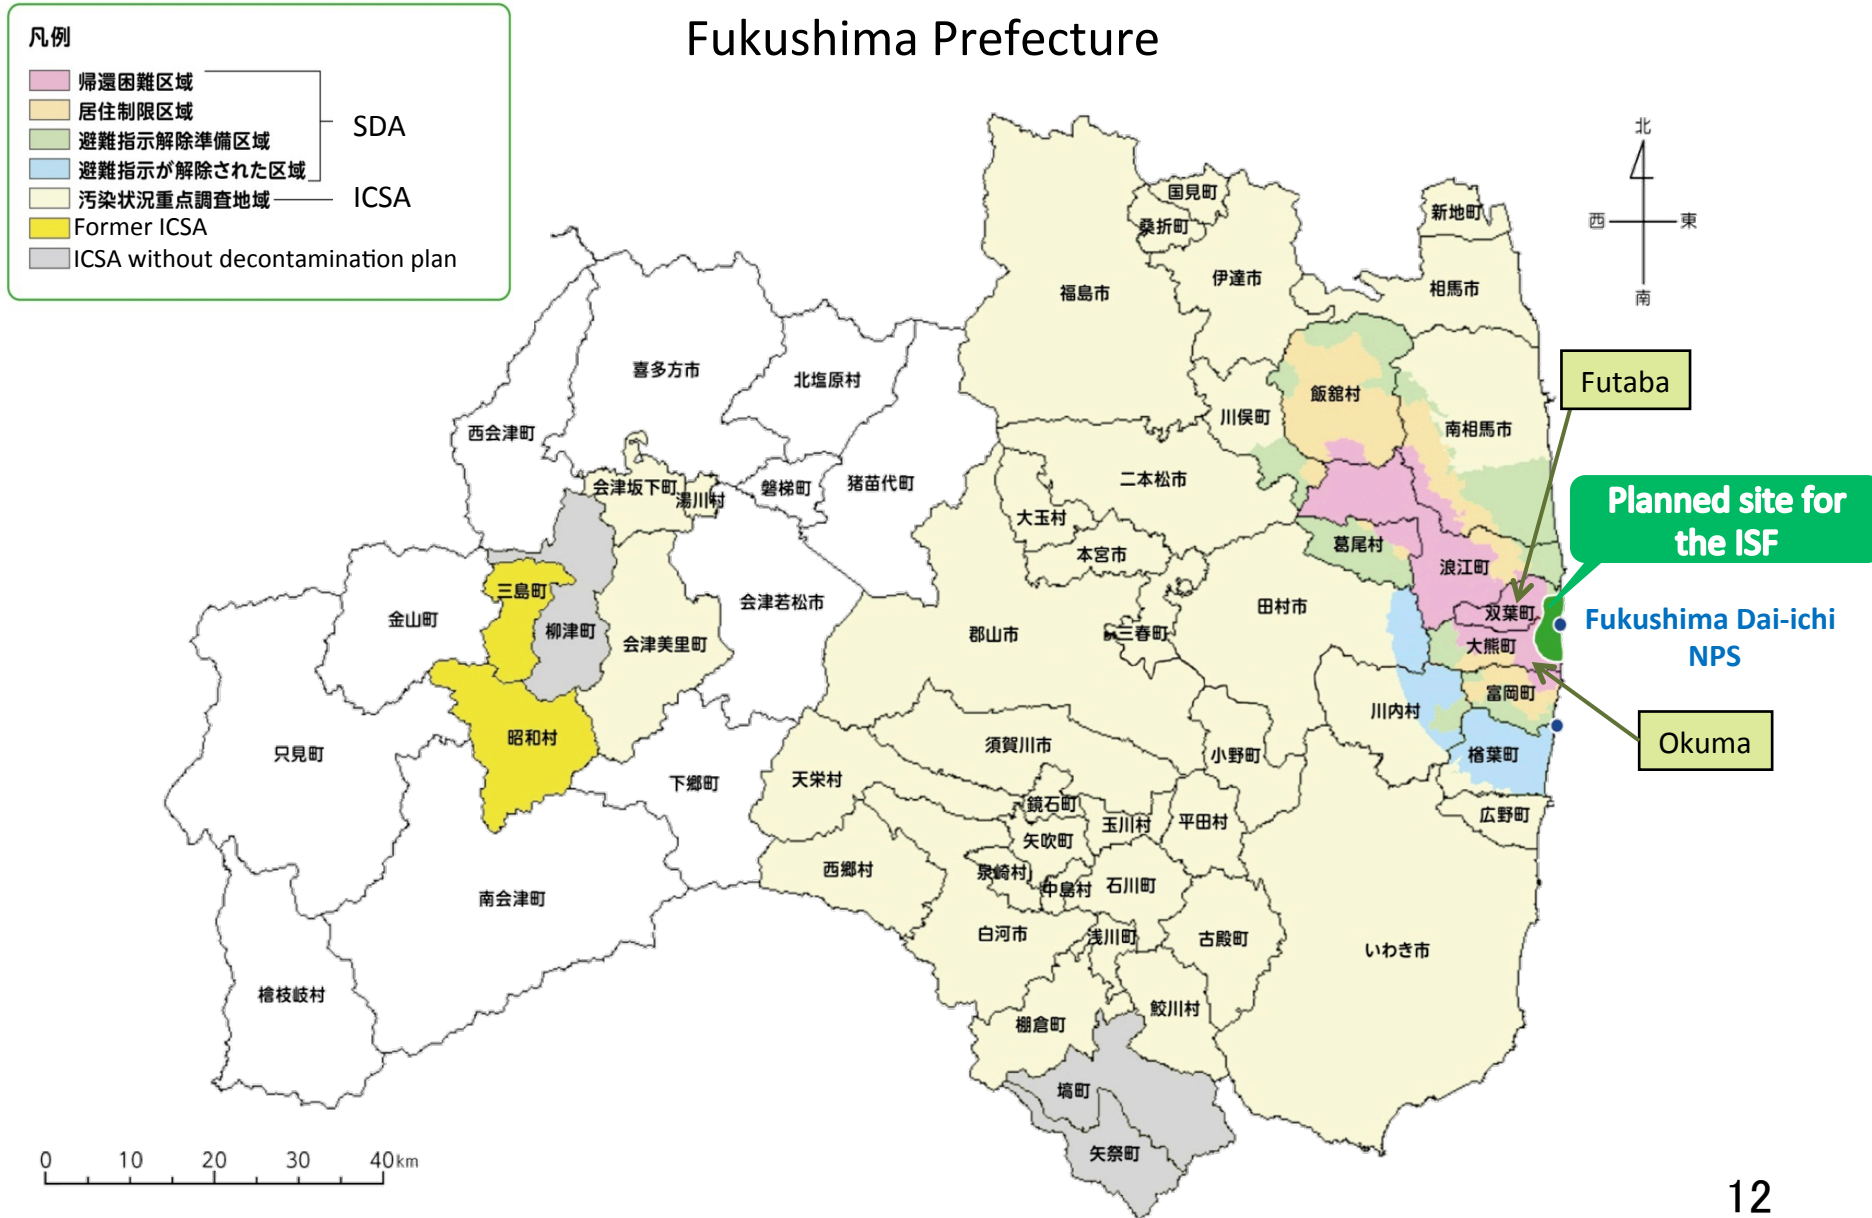 Fukushima Prefecture
凡例
帰還困難区域
居住制限区域
避難指示解除準備区域
避難指示が解除された区域
SDA
汚染状況重点調査地域
ICSA
Former ICSA
ICSA without decontamination plan
北
西
東
南
国見町
桑折町
新地町
福島市
伊達市
相馬市
喜多方市
北塩原村
飯舘村
Futaba
西会津町
川俣町
南相馬市
会津坂下町
湯川村
磐梯町
猪苗代町
二本松市
大玉村
本宮市
葛尾村
浪江町
Planned site for
the ISF
三島町
金山町
柳津町
会津美里町
会津若松市
郡山市
三春町
田村市
双葉町
大熊町
Fukushima Dai-ichi
NPS
富岡町
川内村
昭和村
只見町
下郷町
天栄村
須賀川市
小野町
楢葉町
Okuma
鏡石町
玉川村
平田村
広野町
矢吹町
西郷村
泉崎村
中島村
石川町
南会津町
白河市
浅川町
古殿町
いわき市
檜枝岐村
棚倉町
鮫川村
塙町
矢祭町
0 10 20 30 40km
12